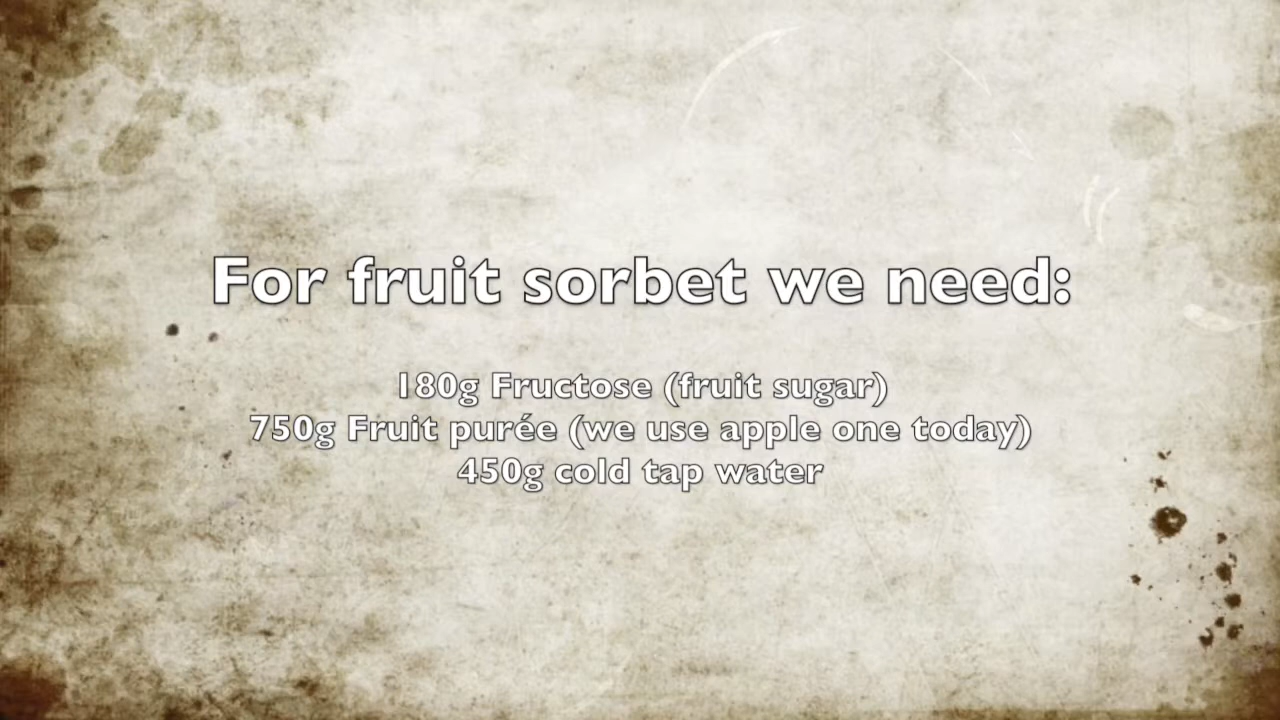 For fruit sorbet we need:
180g Fructose (fruit sugar)
750g Fruit purée (we use apple one today)
450g cold tap water